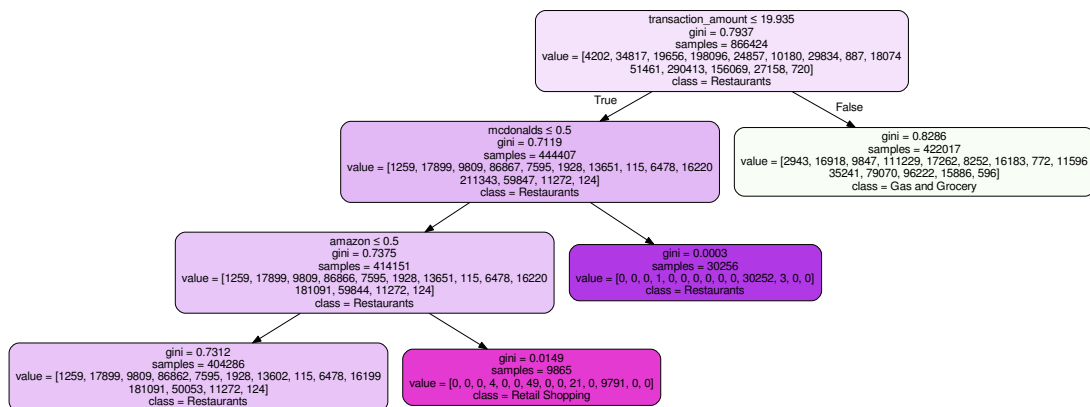 transaction_amount ≤ 19.935
gini = 0.7937
samples = 866424
value = [4202, 34817, 19656, 198096, 24857, 10180, 29834, 887, 18074
51461, 290413, 156069, 27158, 720]
class = Restaurants
True
False
mcdonalds ≤ 0.5
gini = 0.7119
samples = 444407
value = [1259, 17899, 9809, 86867, 7595, 1928, 13651, 115, 6478, 16220
211343, 59847, 11272, 124]
class = Restaurants
gini = 0.8286
samples = 422017
value = [2943, 16918, 9847, 111229, 17262, 8252, 16183, 772, 11596
35241, 79070, 96222, 15886, 596]
class = Gas and Grocery
amazon ≤ 0.5
gini = 0.7375
samples = 414151
value = [1259, 17899, 9809, 86866, 7595, 1928, 13651, 115, 6478, 16220
181091, 59844, 11272, 124]
class = Restaurants
gini = 0.0003
samples = 30256
value = [0, 0, 0, 1, 0, 0, 0, 0, 0, 0, 30252, 3, 0, 0]
class = Restaurants
gini = 0.7312
samples = 404286
value = [1259, 17899, 9809, 86862, 7595, 1928, 13602, 115, 6478, 16199
181091, 50053, 11272, 124]
class = Restaurants
gini = 0.0149
samples = 9865
value = [0, 0, 0, 4, 0, 0, 49, 0, 0, 21, 0, 9791, 0, 0]
class = Retail Shopping